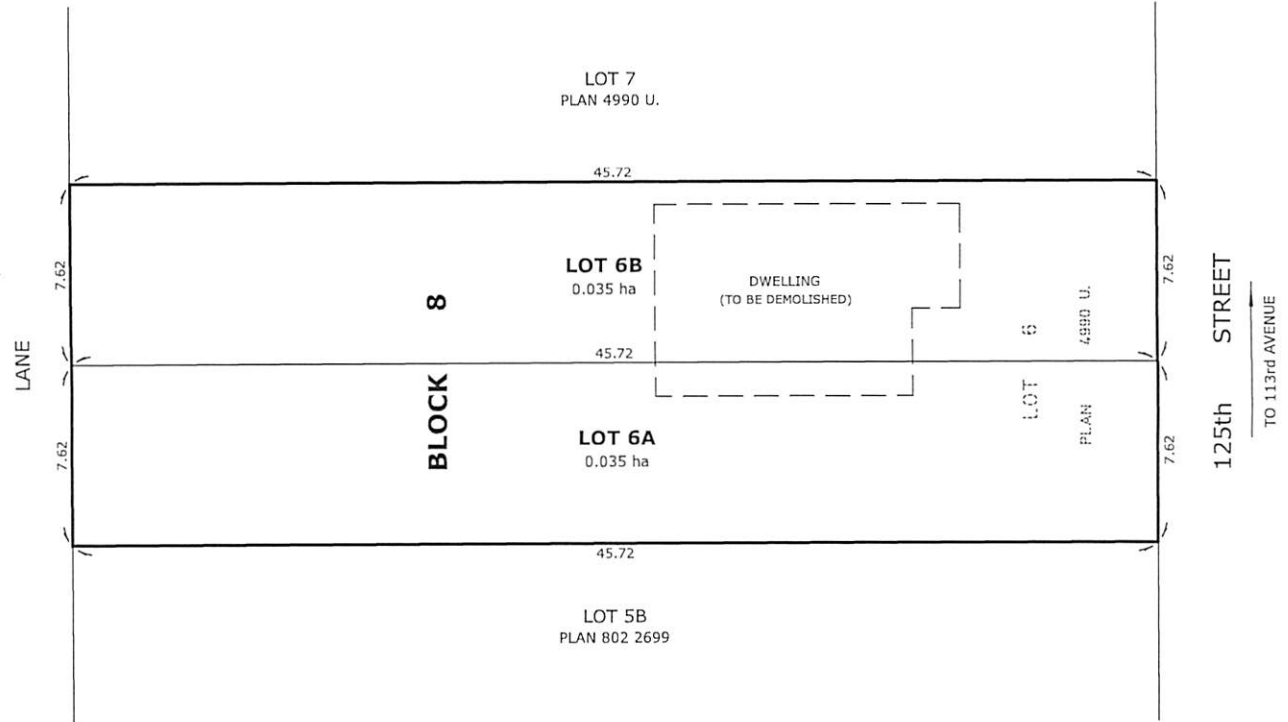 LOT 7
PLAN 4990 U.
45.72
7.62
LOT 6B
0.035 ha
DWELLING
(TO BE DEMOLISHED)
7.62
BLOCK 8
LOT 6
PLAN 4990 U.
LANE
125th STREET
TO 113rd AVENUE
45.72
7.62
LOT 6A
0.035 ha
7.62
45.72
LOT 5B
PLAN 802 2699